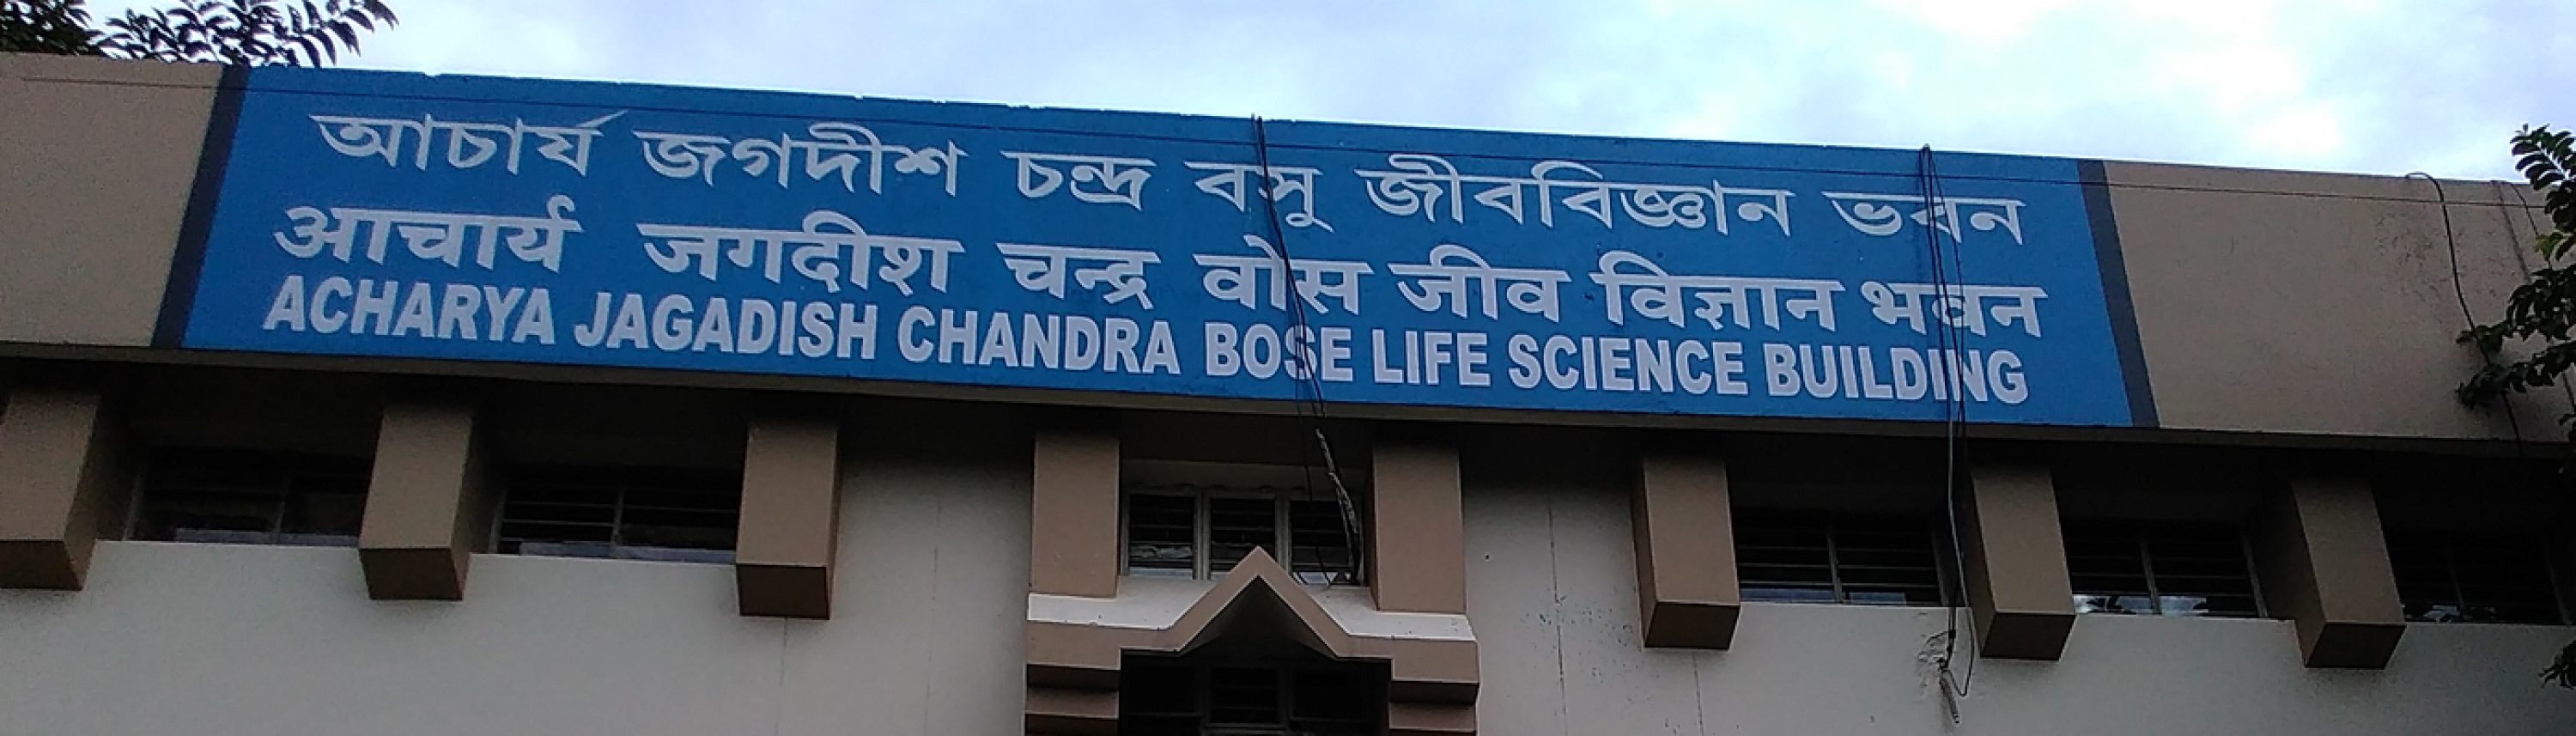 আচার্য জগদীশ চন্দ্র বসু জীববিজ্ঞান ভবন
आचार्य जगदीश चन्द्र वोस जीव विज्ञान भवन
ACHARYA JAGADISH CHANDRA BOSE LIFE SCIENCE BUILDING